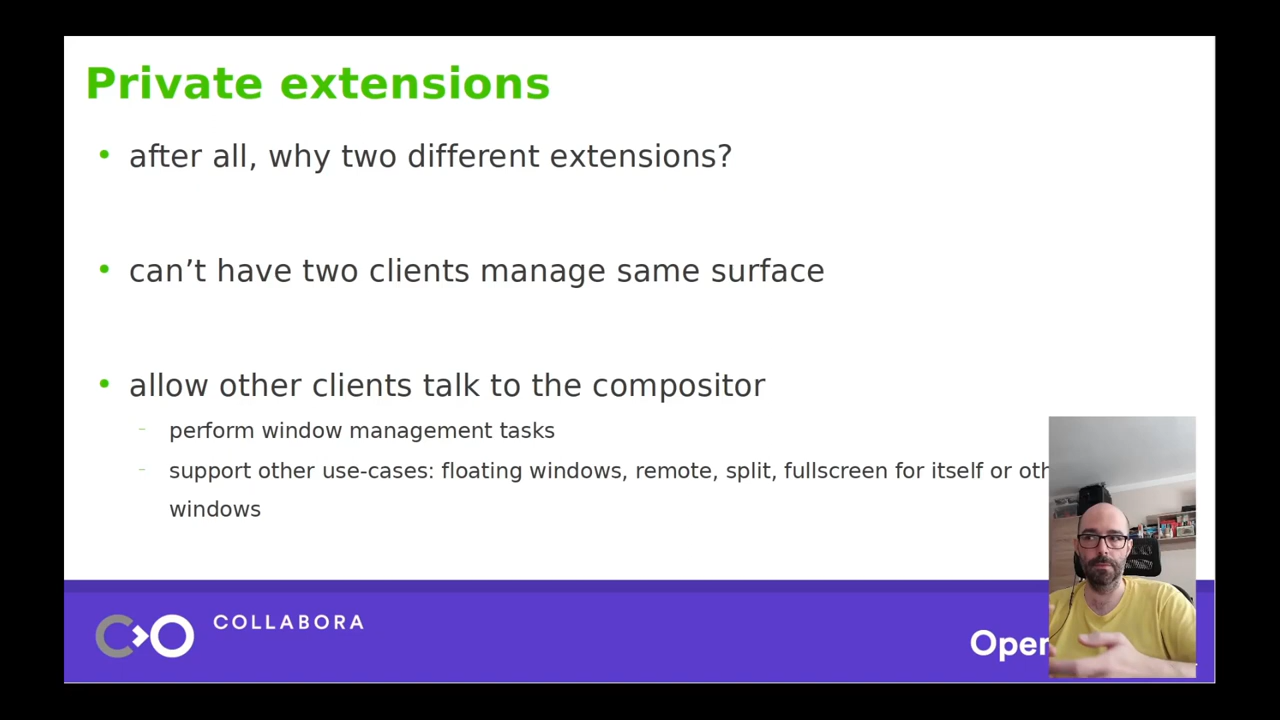 Private extensions
• after all, why two different extensions?
• can’t have two clients manage same surface
• allow other clients talk to the compositor
– perform window management tasks
– support other use-cases: floating windows, remote, split, fullscreen for itself or
windows
COLLABORA